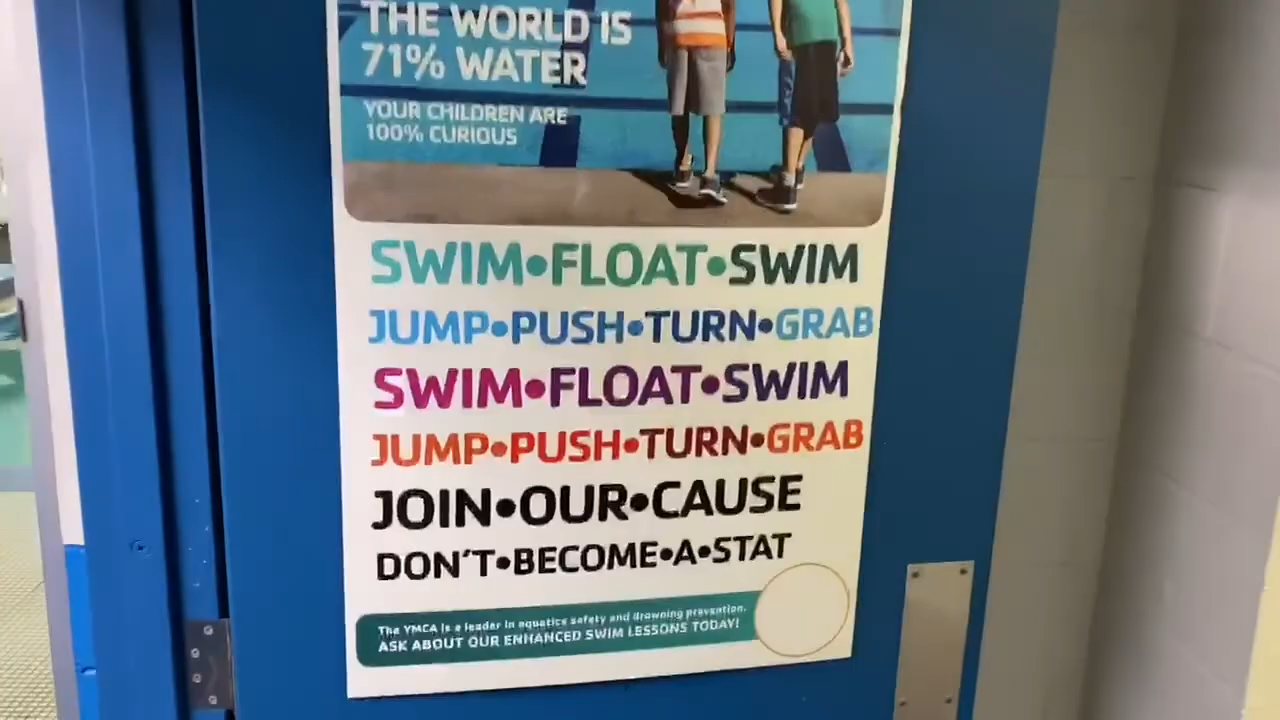 THE WORLD IS
71% WATER
YOUR CHILDREN ARE
100% CURIOUS
SWIM•FLOAT•SWIM
JUMP•PUSH•TURN•GRAB
SWIM•FLOAT•SWIM
JUMP•PUSH•TURN•GRAB
JOIN•OUR•CAUSE
DON'T•BECOME•A•STAT
The YMCA is a leader in aquatics safety and drowning prevention.
ASK ABOUT OUR ENHANCED SWIM LESSONS TODAY!